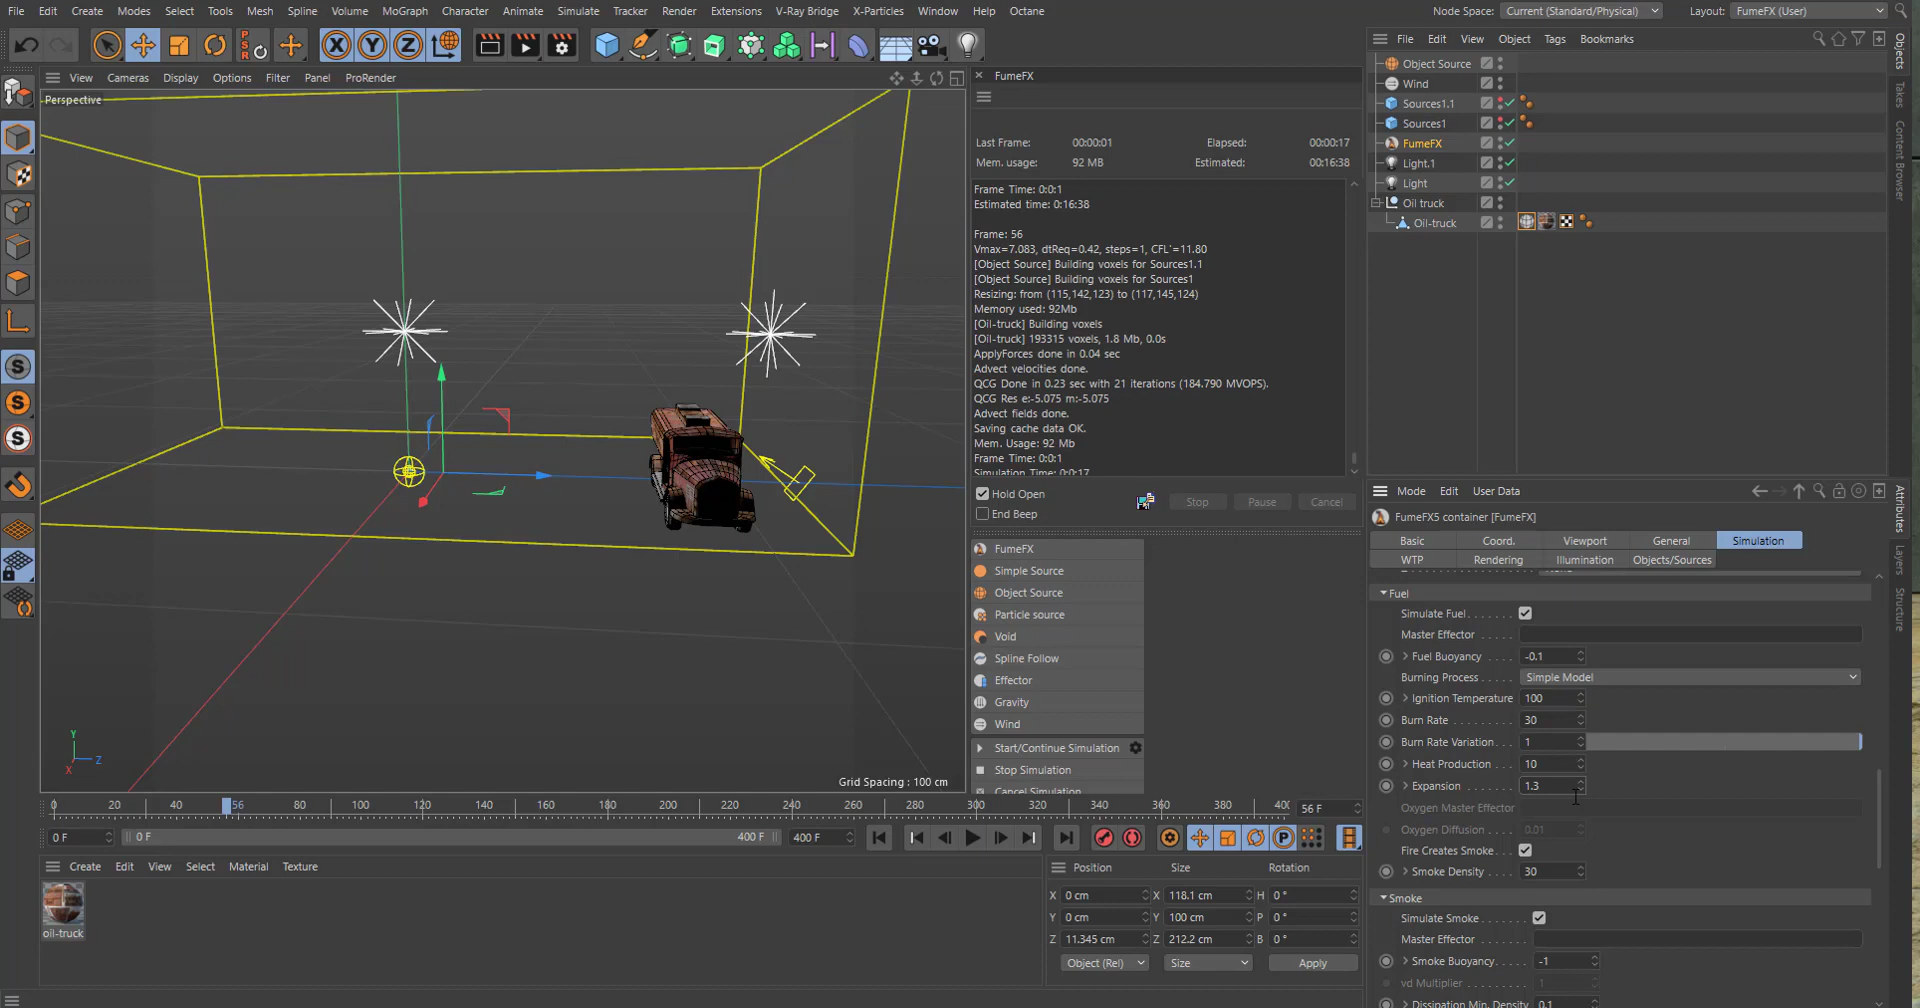 File Edit Create Modes Select Tools Mesh Spline Volume MoGraph Character Animate Simulate Tracker Render Extensions V-Ray Bridge X-Particles Window Help Octane
Node Space: Current (Standard/Physical) Layout: FumeFX (User)
PSR X Y Z
File Edit View Object Tags Bookmarks
View Cameras Display Options Filter Panel ProRender
Perspective
FumeFX
Last Frame: 00:00:01 Elapsed: 00:00:17
Mem. usage: 92 MB Estimated: 00:16:38
Frame Time: 0:0:1
Estimated time: 0:16:38
Frame: 56
Vmax=7.083, dtReq=0.42, steps=1, CFL'=11.80
[Object Source] Building voxels for Sources1.1
[Object Source] Building voxels for Sources1
Resizing: from (115,142,123) to (117,145,124)
Memory used: 92Mb
[Oil-truck] Building voxels
[Oil-truck] 193315 voxels, 1.8 Mb, 0.0s
ApplyForces done in 0.04 sec
Advect velocities done.
QCG Done in 0.23 sec with 21 iterations (184.790 MVOPS).
QCG Res e:-5.075 m:-5.075
Advect fields done.
Saving cache data OK.
Mem. Usage: 92 Mb
Frame Time: 0:0:1
Simulation Time: 0:0:17
Hold Open Stop Pause Cancel
End Beep
FumeFX
Simple Source
Object Source
Particle source
Void
Spline Follow
Effector
Gravity
Wind
Start/Continue Simulation
Stop Simulation
Cancel Simulation
Object Source
Wind
Sources1.1
Sources1
FumeFX
Light.1
Light
Oil truck
Oil-truck
Objects
Takes
Content Browser
Mode Edit User Data
FumeFX5 container [FumeFX]
Basic Coord. Viewport General Simulation
WTP Rendering Illumination Objects/Sources
Fuel
Simulate Fuel
Master Effector
Fuel Buoyancy -0.1
Burning Process Simple Model
Ignition Temperature 100
Burn Rate 30
Burn Rate Variation 1
Heat Production 10
Expansion 1.3
Oxygen Master Effector
Oxygen Diffusion 0.01
Fire Creates Smoke
Smoke Density 30
Smoke
Simulate Smoke
Master Effector
Smoke Buoyancy -1
vd Multiplier 1
Dissipation Min. Density 0.1
Attributes
Layers
Structure
Y
X Z
Grid Spacing : 100 cm
0 20 40 56 80 100 120 140 160 180 200 220 240 260 280 300 320 340 360 380 40 56 F
0 F 0 F 400 F 400 F
Create Edit View Select Material Texture
oil-truck
Position Size Rotation
X 0 cm X 118.1 cm H 0 °
Y 0 cm Y 100 cm P 0 °
Z 11.345 cm Z 212.2 cm B 0 °
Object (Rel) Size Apply